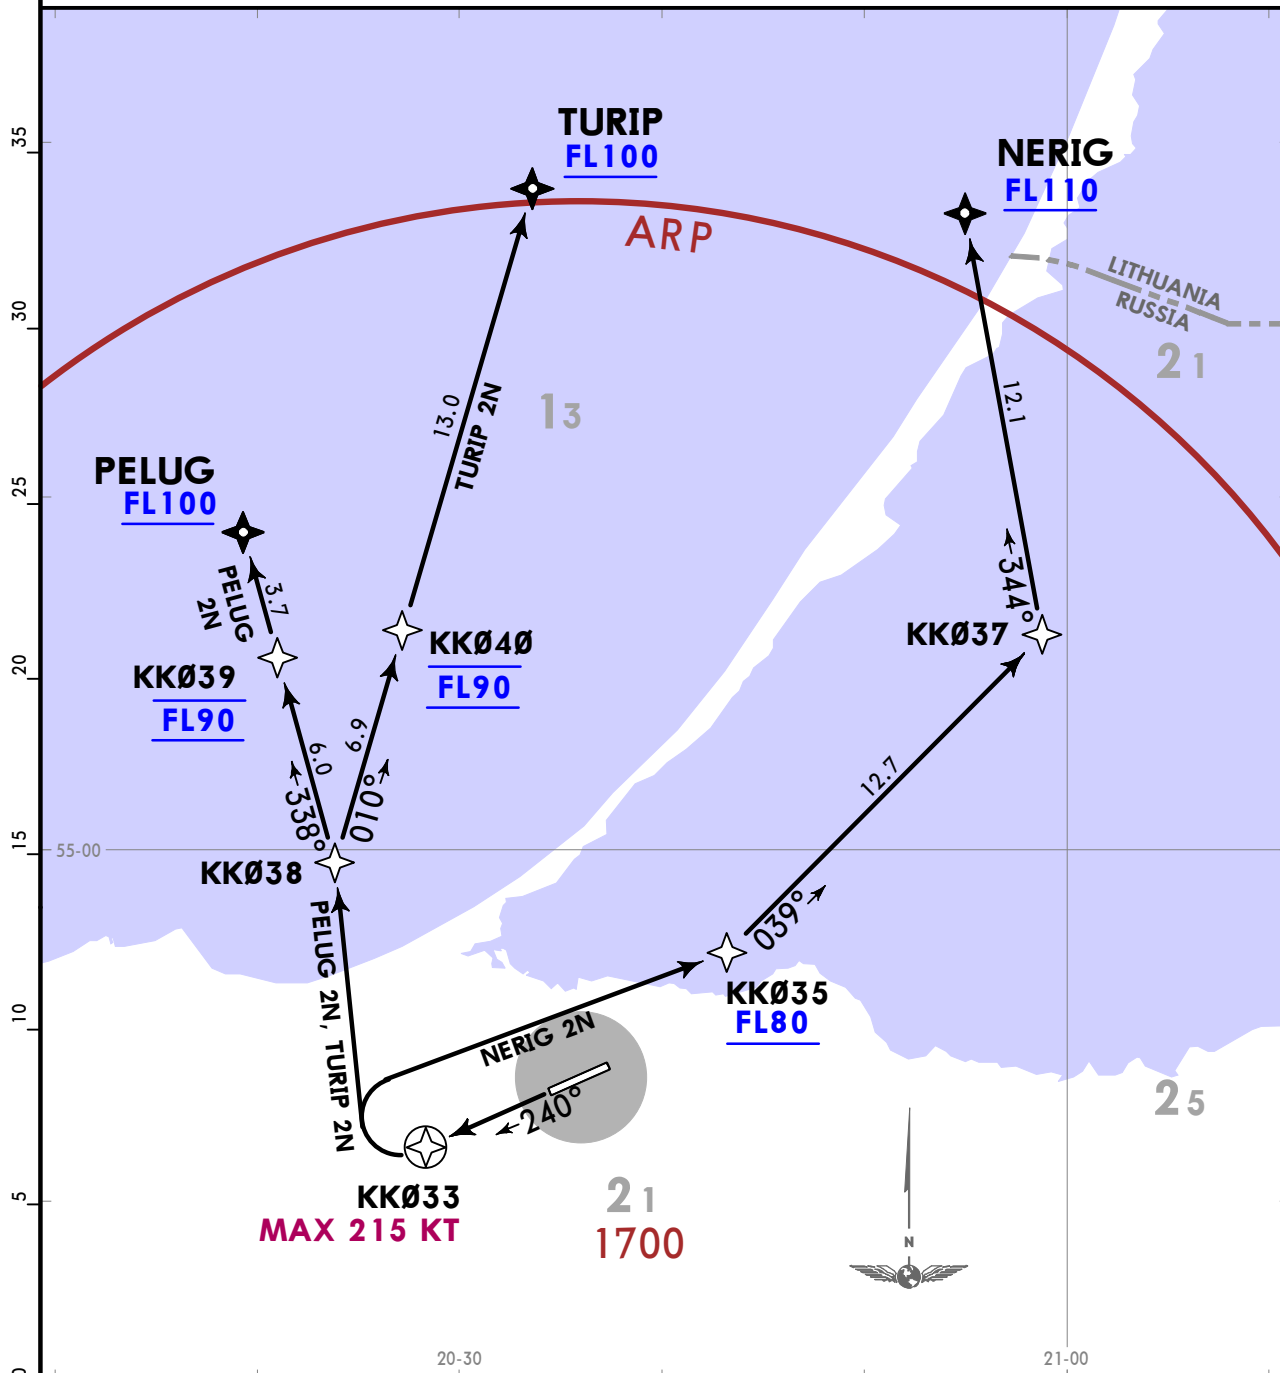 TURIP
FL100
NERIG
FL110
ARP
LITHUANIA
RUSSIA
21
13
13.0
TURIP 2N
12.1
PELUG
FL100
PELUG
2N
3.7
344°
KKØ37
KKØ40
FL90
KKØ39
FL90
6.0
6.9
338°
010°
12.7
55-00
KKØ38
039°
PELUG 2N, TURIP 2N
KKØ35
FL80
NERIG 2N
240°
25
KKØ33
MAX 215 KT
21
1700
N
35
30
25
20
15
10
5
0
20-30
21-00